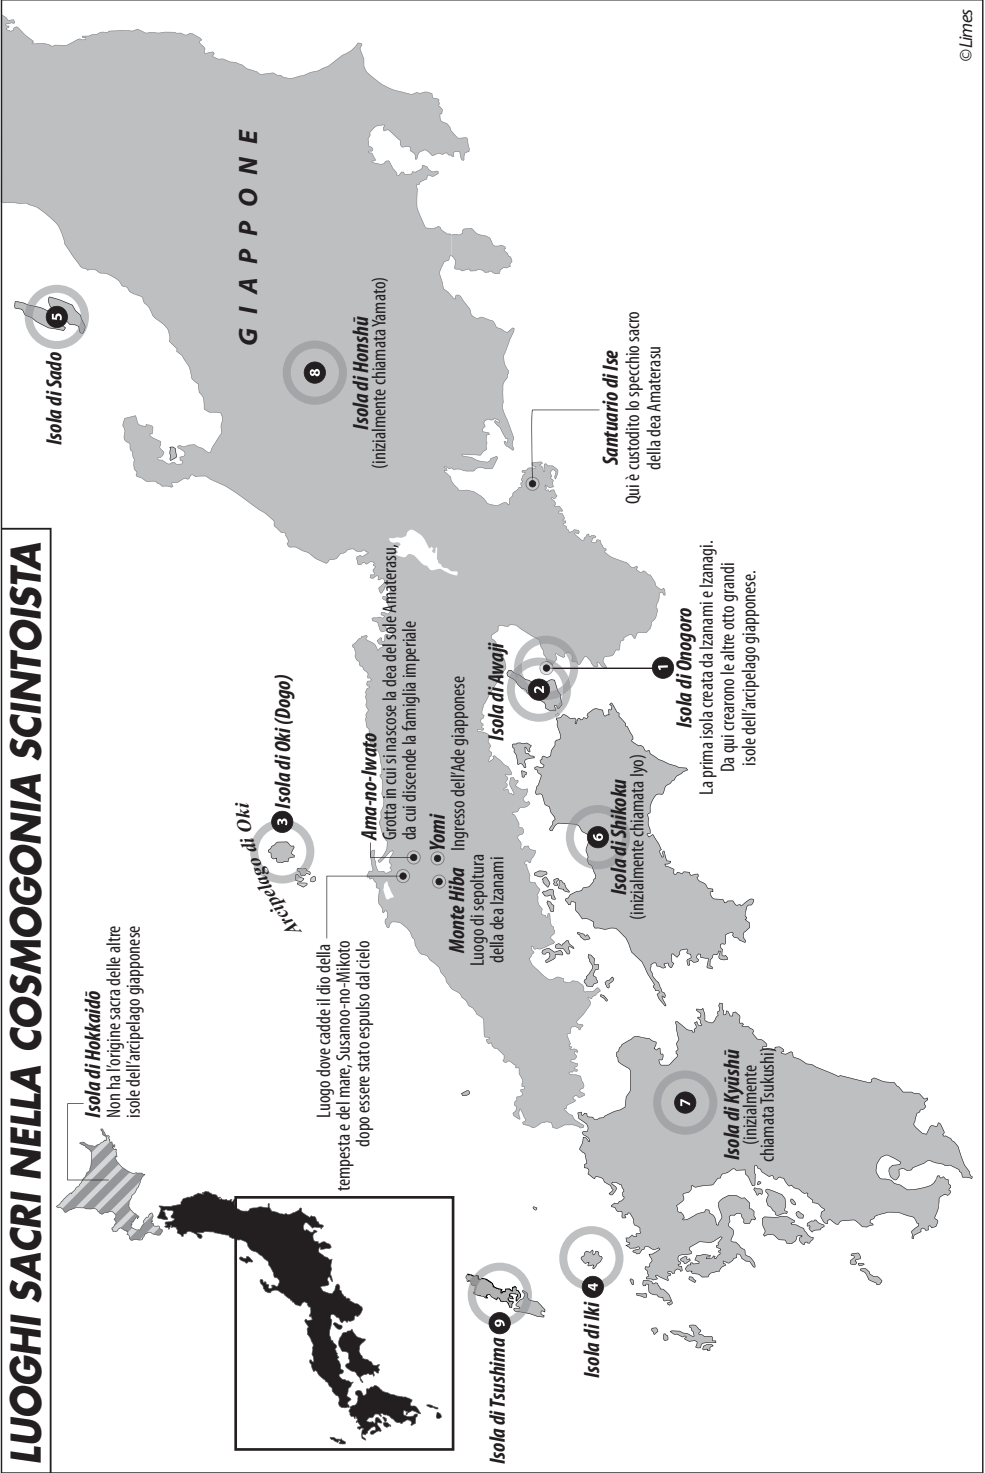 LUOGHI SACRI NELLA COSMOGONIA SCINTOISTA
Isola di Hokkaidō
Non ha l'origine sacra delle altre
isole dell'arcipelago giapponese
Isola di Sado
5
GIAPPONE
8
Isola di Honshū
(inizialmente chiamata Yamato)
Arcipelago di Oki
3 Isola di Oki (Dogo)
Luogo dove cadde il dio della
tempesta e del mare, Susanoo-no-Mikoto
dopo essere stato espulso dal cielo
Ama-no-Iwato
Grotta in cui si nascose la dea del sole Amaterasu,
da cui discende la famiglia imperiale
Yomi
Ingresso dell'Ade giapponese
Monte Hiba
Luogo di sepoltura
della dea Izanami
Isola di Awaji
2
1
Isola di Onogoro
La prima isola creata da Izanami e Izanagi.
Da qui crearono le altre otto grandi
isole dell'arcipelago giapponese.
Santuario di Ise
Qui è custodito lo specchio sacro
della dea Amaterasu
6
Isola di Shikoku
(inizialmente chiamata Iyo)
7
Isola di Kyūshū
(inizialmente
chiamata Tsukushi)
Isola di Tsushima 9
Isola di Iki 4
©Limes